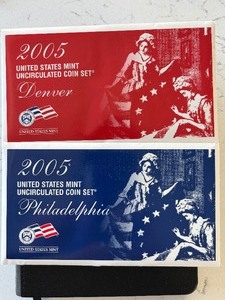 2005
UNITED STATES MINT
UNCIRCULATED COIN SET®
Denver
UNITED STATES MINT
2005
UNITED STATES MINT
UNCIRCULATED COIN SET®
Philadelphia
UNITED STATES MINT